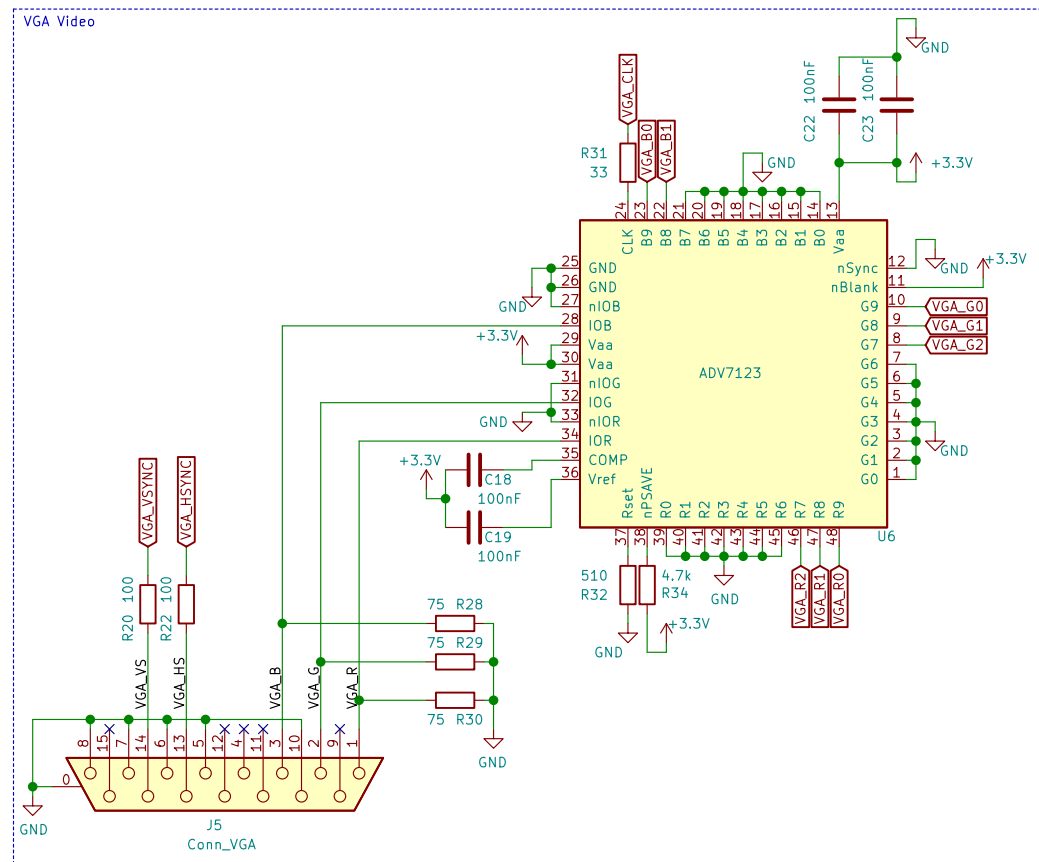 VGA Video
GND
VGA_CLK
C22 100nF
C23 100nF
R31
33
VGA_B0
VGA_B1
GND
+3.3V
24 23 22 21 20 19 18 17 16 15 14 13
CLK B9 B8 B7 B6 B5 B4 B3 B2 B1 B0 Vaa
25 GND
nSync 12
GND
+3.3V
26 GND
nBlank 11
GND
27 nIOB
G9 10 VGA_G0
28 IOB
G8 9 VGA_G1
+3.3V
29 Vaa
G7 8 VGA_G2
30 Vaa
G6 7
ADV7123
31 nIOG
G5 6
32 IOG
G4 5
GND
33 nIOR
G3 4
34 IOR
G2 3
GND
+3.3V
35 COMP
G1 2
36 Vref
G0 1
C18
100nF
C19
100nF
Rset nPSAVE R0 R1 R2 R3 R4 R5 R6 R7 R8 R9
37 38 39 40 41 42 43 44 45 46 47 48
U6
VGA_VSYNC
VGA_HSYNC
510
R32
4.7k
R34
GND
VGA_R2
VGA_R1
VGA_R0
GND
+3.3V
R20 100
R22 100
75 R28
75 R29
75 R30
GND
VGA_VS
VGA_HS
VGA_B
VGA_G
VGA_R
8 15 7 14 6 13 5 12 4 11 3 10 2 9 1
0
GND
J5
Conn_VGA